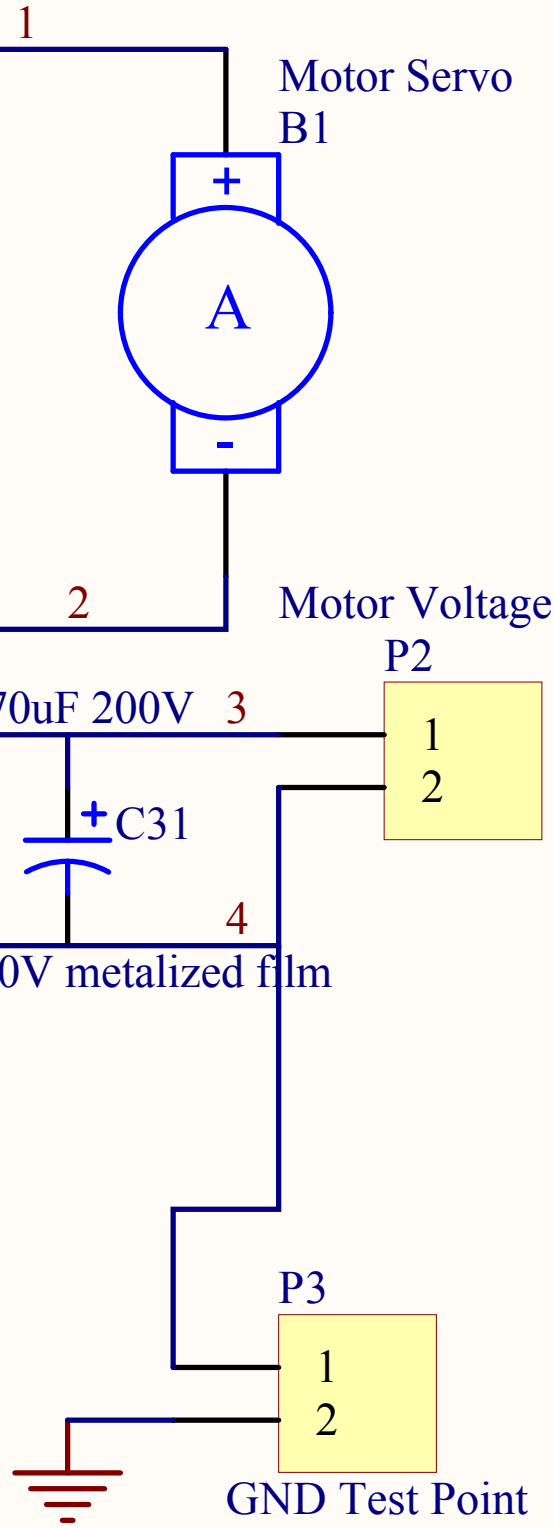 1
Motor Servo
B1
+
A
-
2
Motor Voltage
P2
70uF 200V
3
1
2
+
C31
4
0V metalized film
P3
1
2
GND Test Point